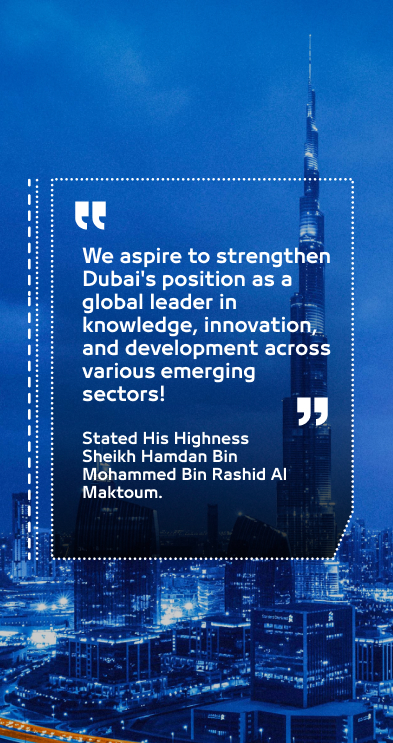 "
We aspire to strengthen
Dubai's position as a
global leader in
knowledge, innovation,
and development across
various emerging
sectors!
"
Stated His Highness
Sheikh Hamdan Bin
Mohammed Bin Rashid Al
Maktoum.